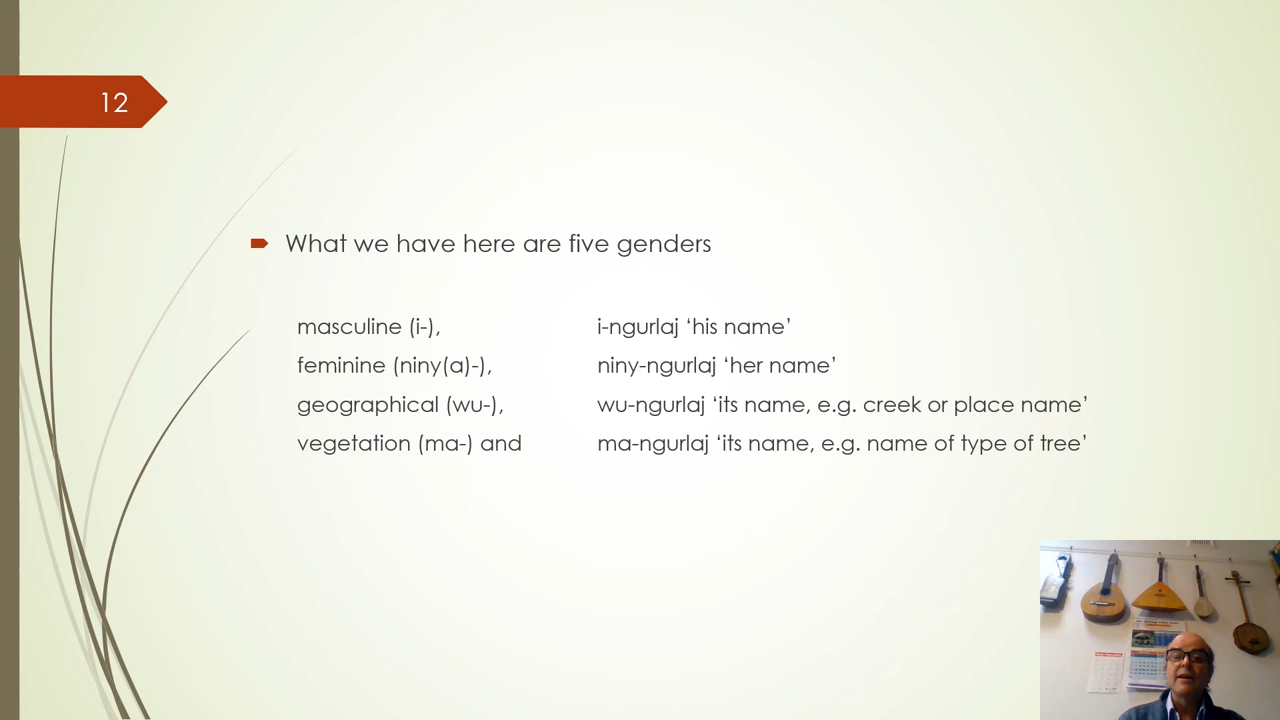 12
What we have here are five genders
masculine (i-), i-ngurlaj ‘his name’
feminine (niny(a)-), niny-ngurlaj ‘her name’
geographical (wu-), wu-ngurlaj ‘its name, e.g. creek or place name’
vegetation (ma-) and ma-ngurlaj ‘its name, e.g. name of type of tree’